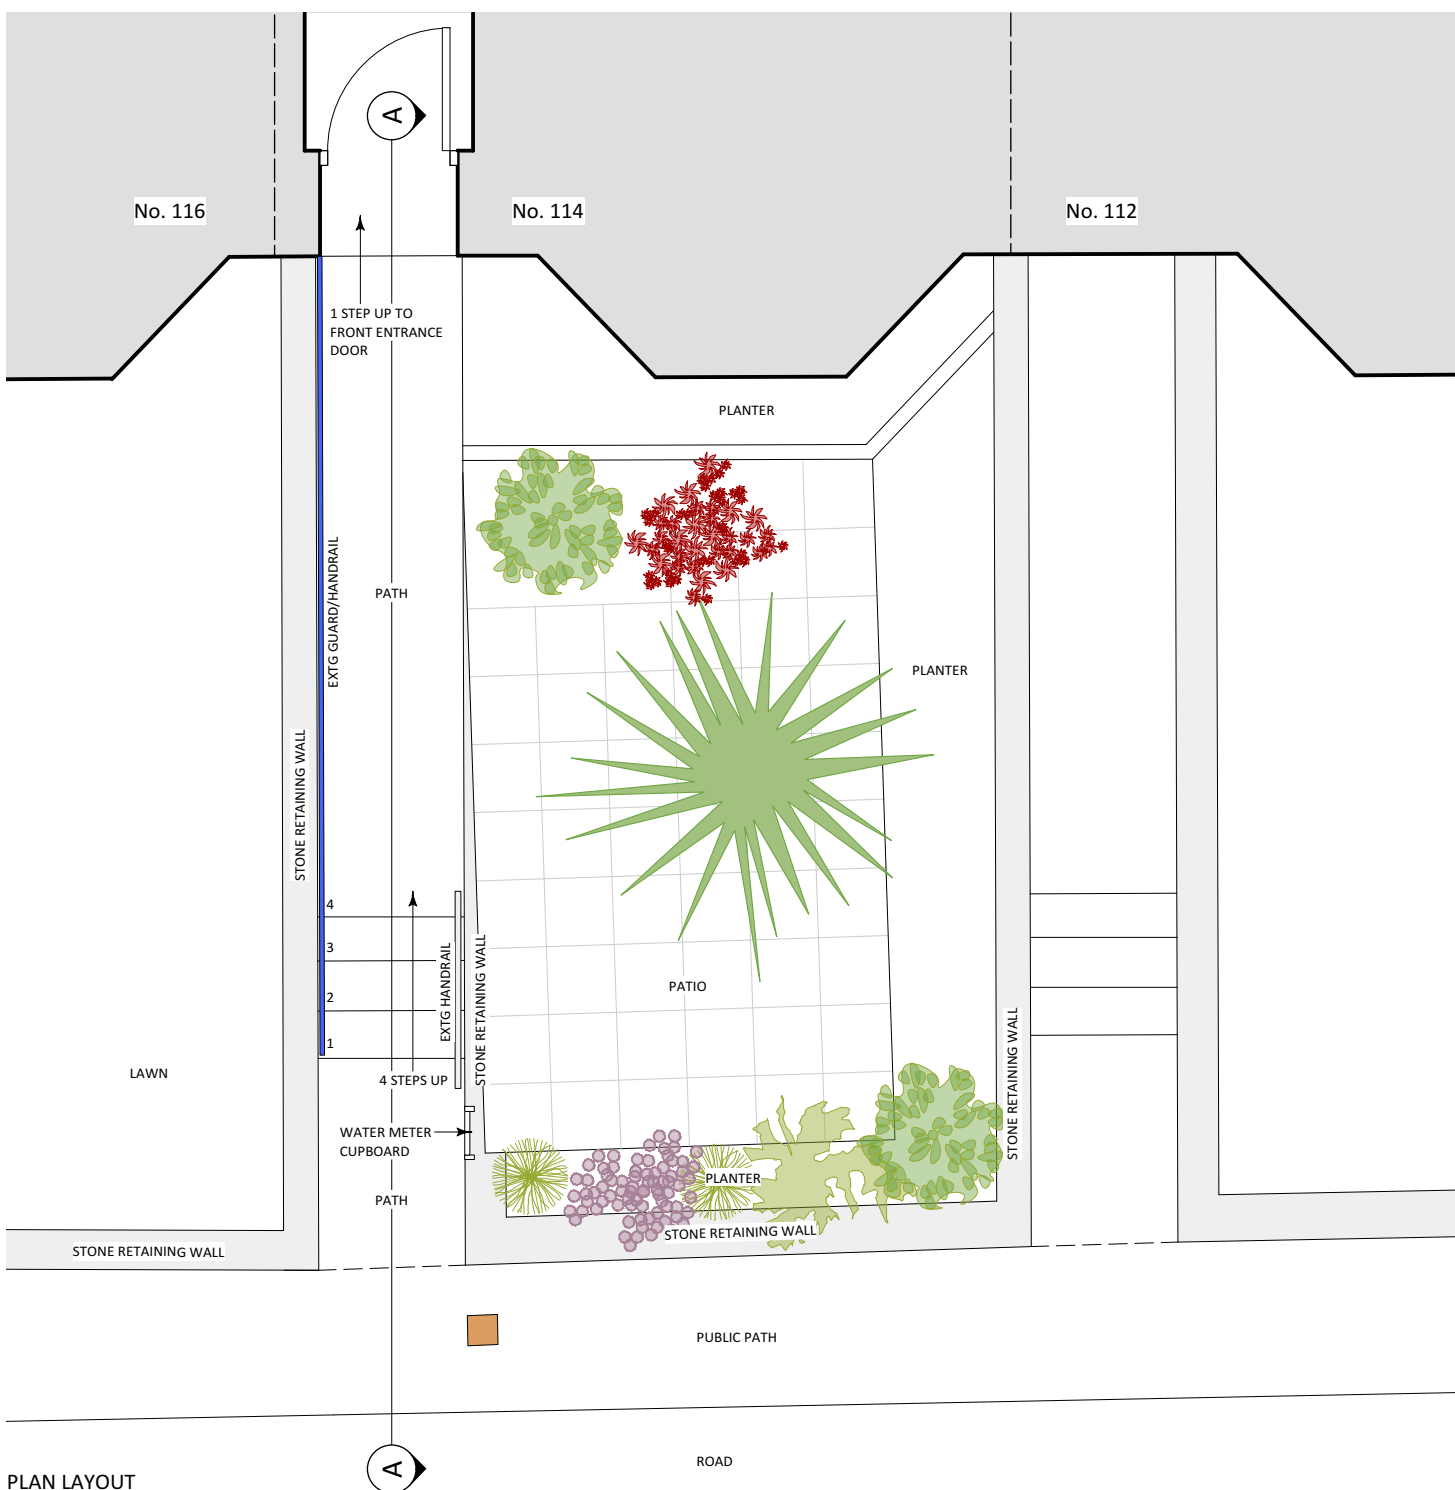 A
No. 116
No. 114
No. 112
1 STEP UP TO
FRONT ENTRANCE
DOOR
PLANTER
EXTG GUARD/HANDRAIL
PATH
PLANTER
STONE RETAINING WALL
4
3
2
1
EXTG HANDRAIL
STONE RETAINING WALL
PATIO
STONE RETAINING WALL
LAWN
4 STEPS UP
WATER METER
CUPBOARD
PLANTER
PATH
STONE RETAINING WALL
STONE RETAINING WALL
PUBLIC PATH
ROAD
A
PLAN LAYOUT